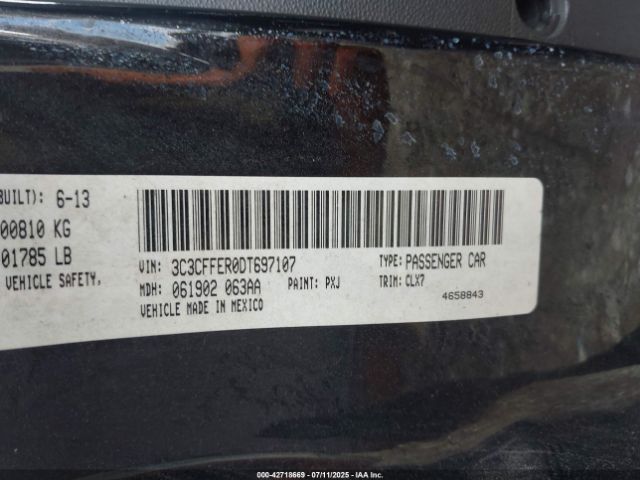 BUILT): 6-13
00810 KG
01785 LB
VEHICLE SAFETY,
VIN: 3C3CFFER0DT697107
TYPE: PASSENGER CAR
MDH: 061902 063AA
PAINT: PXJ
TRIM: CLX7
VEHICLE MADE IN MEXICO
4658843
000-42718669 - 07/11/2025 - IAAI Inc.